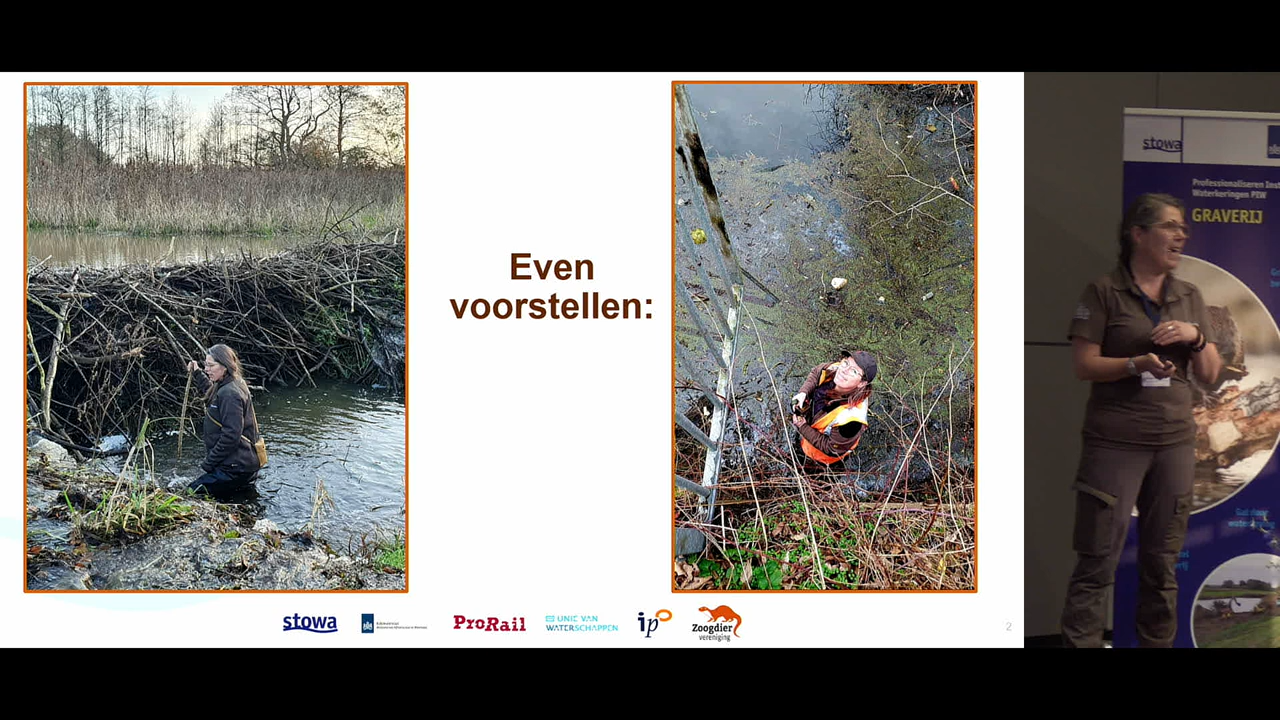 Even
voorstellen:
stowa
ProRail
UNIE VAN
WATERSCHAPPEN
ip
Zoogdier
vereniging
2
stowa
Professionaliseren
Waterkeringen PIW
GRAVERIJ